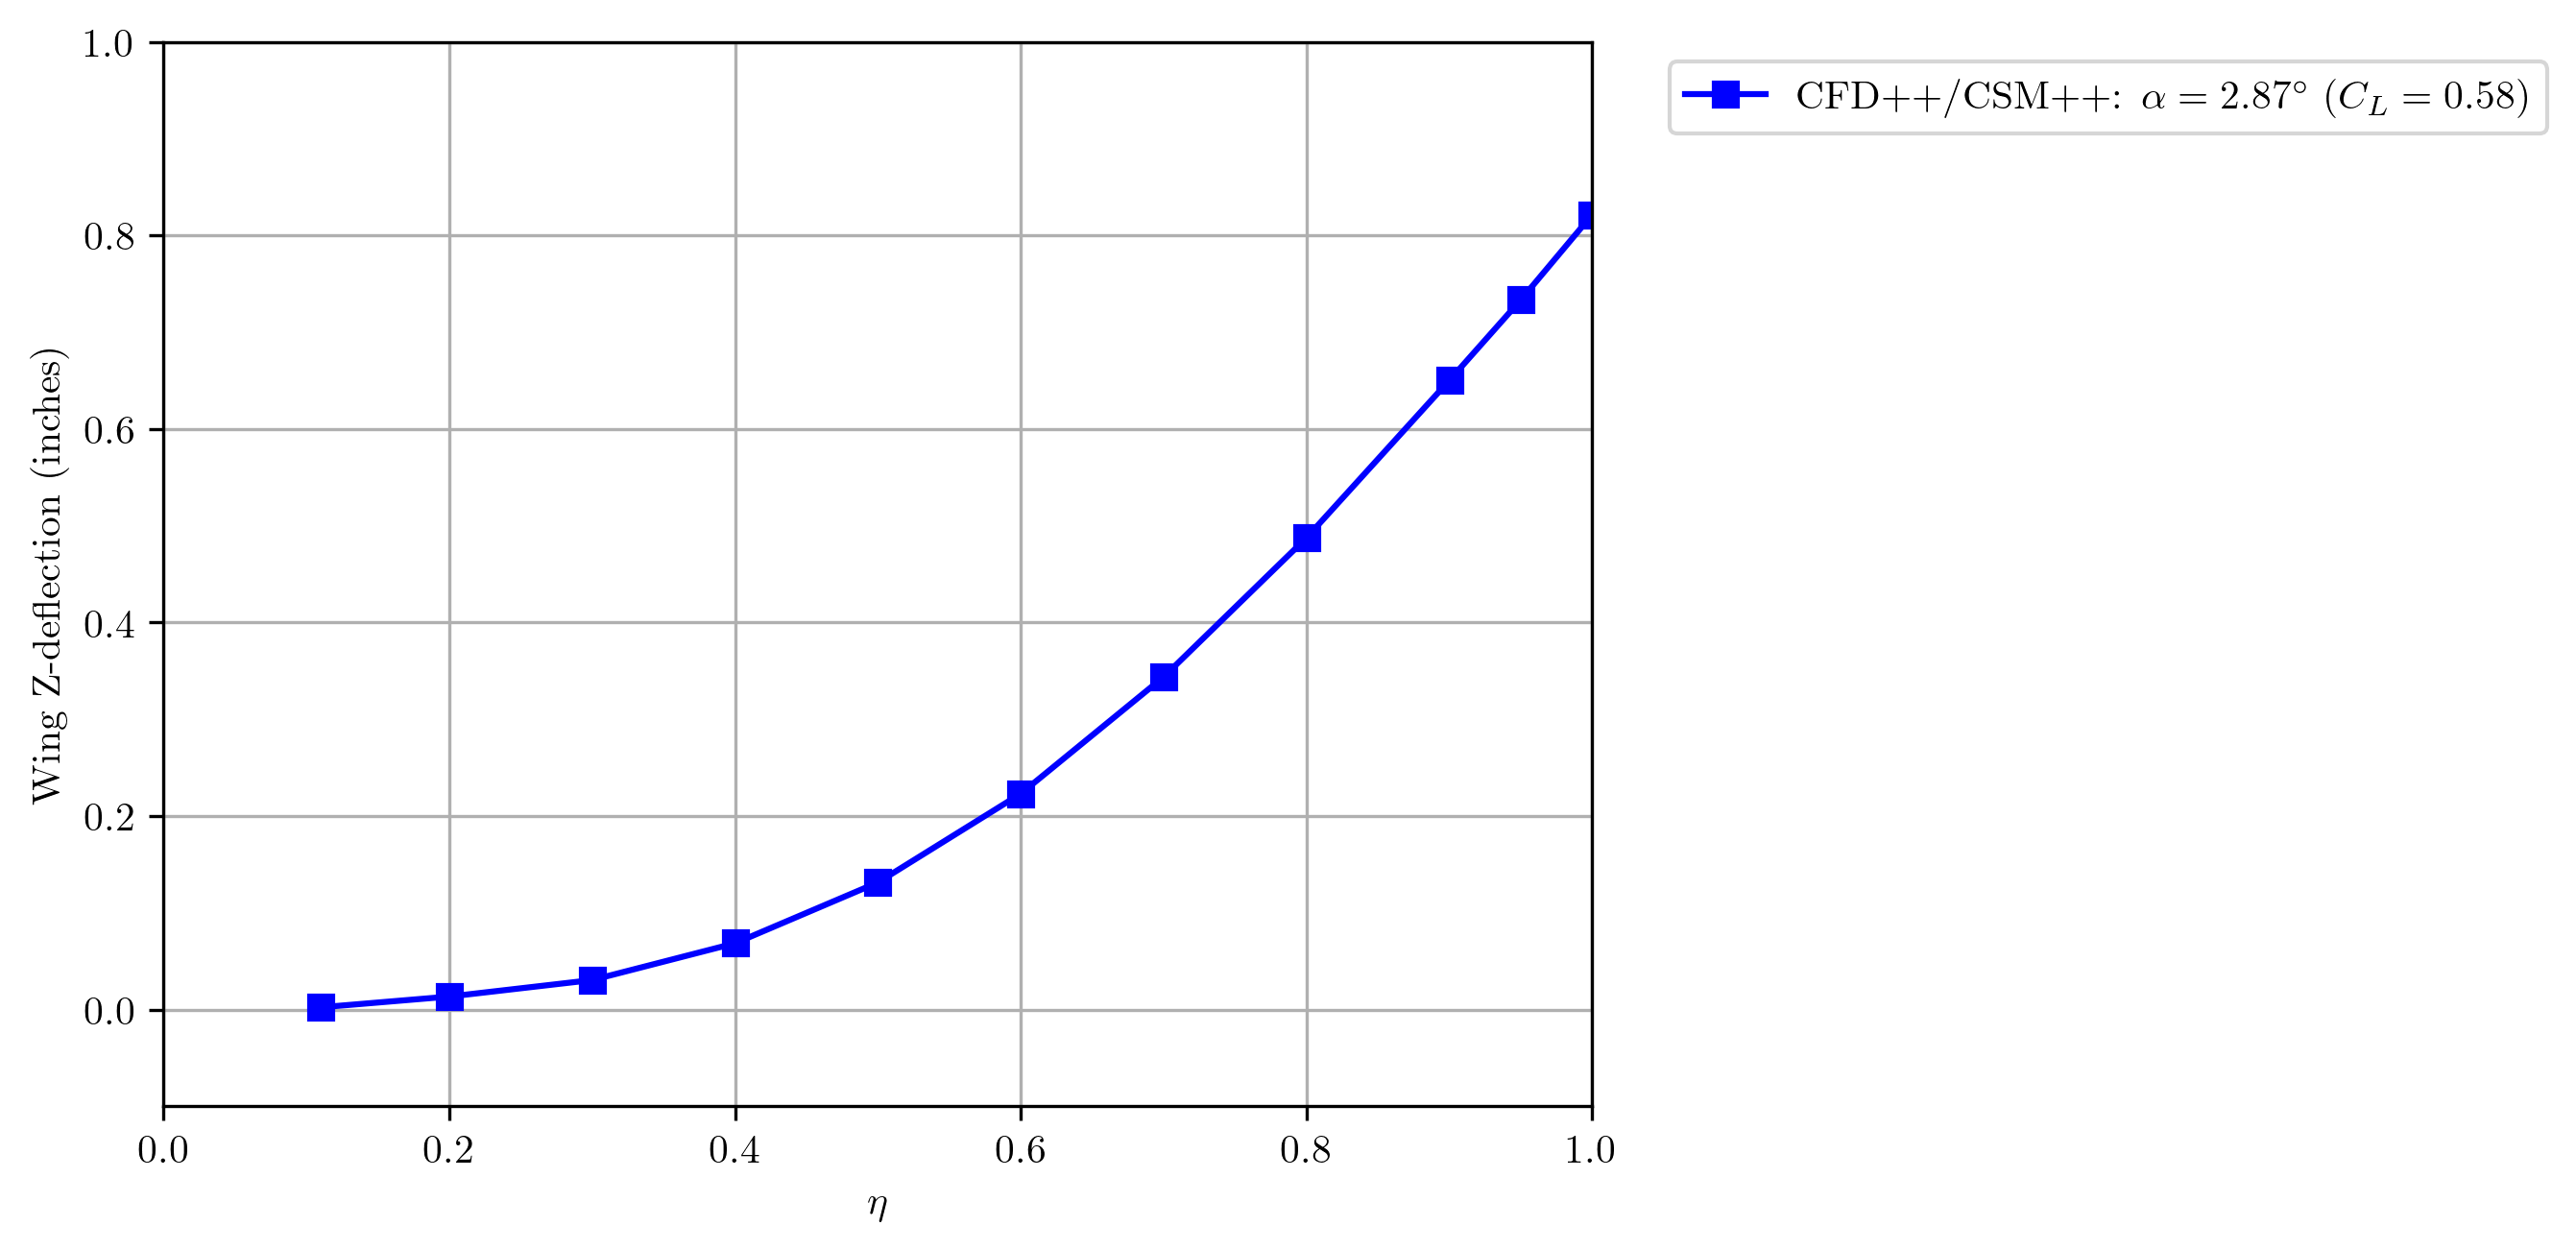 1.0
CFD++/CSM++: α = 2.87° (C_L = 0.58)
0.8
0.6
0.4
0.2
0.0
Wing Z-deflection (inches)
0.0 0.2 0.4 0.6 0.8 1.0
η